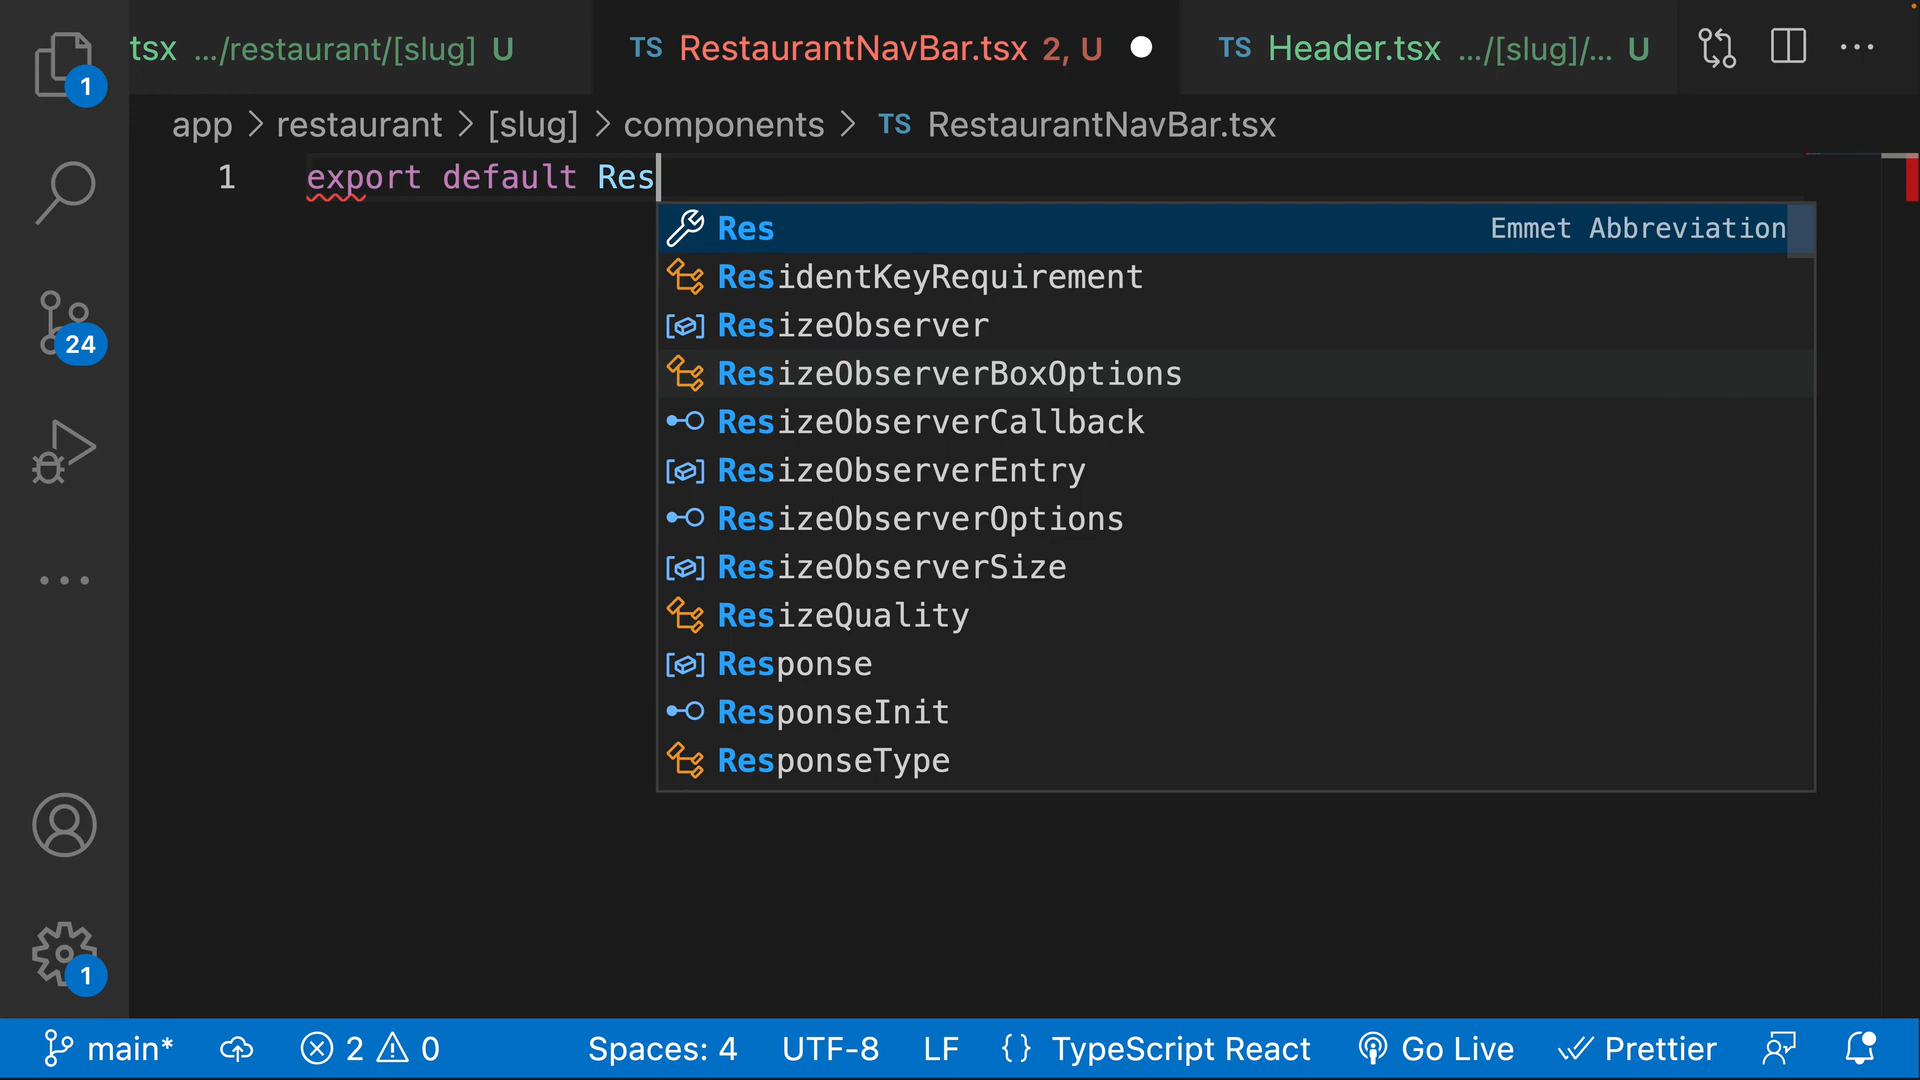 tsx .../restaurant/[slug] U
TS RestaurantNavBar.tsx 2, U
TS Header.tsx .../[slug]/... U
app > restaurant > [slug] > components > TS RestaurantNavBar.tsx
1 export default Res
Res Emmet Abbreviation
ResidentKeyRequirement
ResizeObserver
ResizeObserverBoxOptions
ResizeObserverCallback
ResizeObserverEntry
ResizeObserverOptions
ResizeObserverSize
ResizeQuality
Response
ResponseInit
ResponseType
1
24
1
main* 2 0 Spaces: 4 UTF-8 LF {} TypeScript React Go Live Prettier